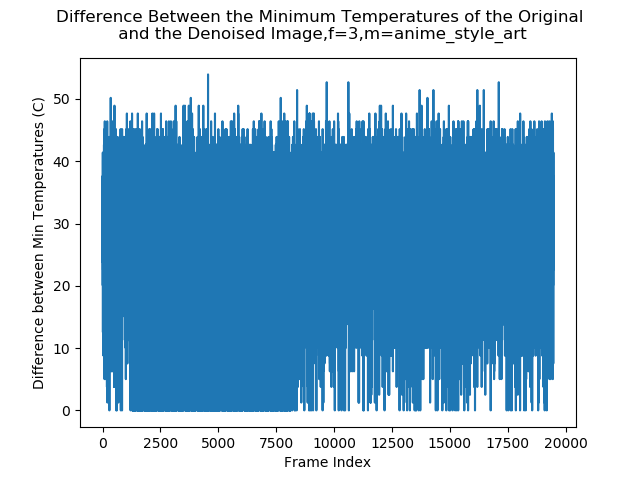 Difference Between the Minimum Temperatures of the Original
and the Denoised Image,f=3,m=anime_style_art
Difference between Min Temperatures (C)
50
40
30
20
10
0
0 2500 5000 7500 10000 12500 15000 17500 20000
Frame Index